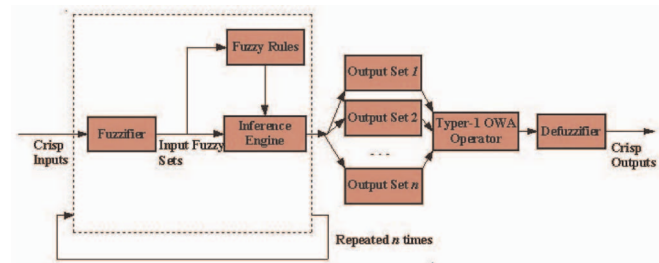 Fuzzy Rules
Fuzzifier
Inference
Engine
Crisp
Inputs
Input Fuzzy
Sets
Output Set 1
Output Set 2
...
Output Set n
Typer-1 OWA
Operator
Defuzzifier
Crisp
Outputs
Repeated n times